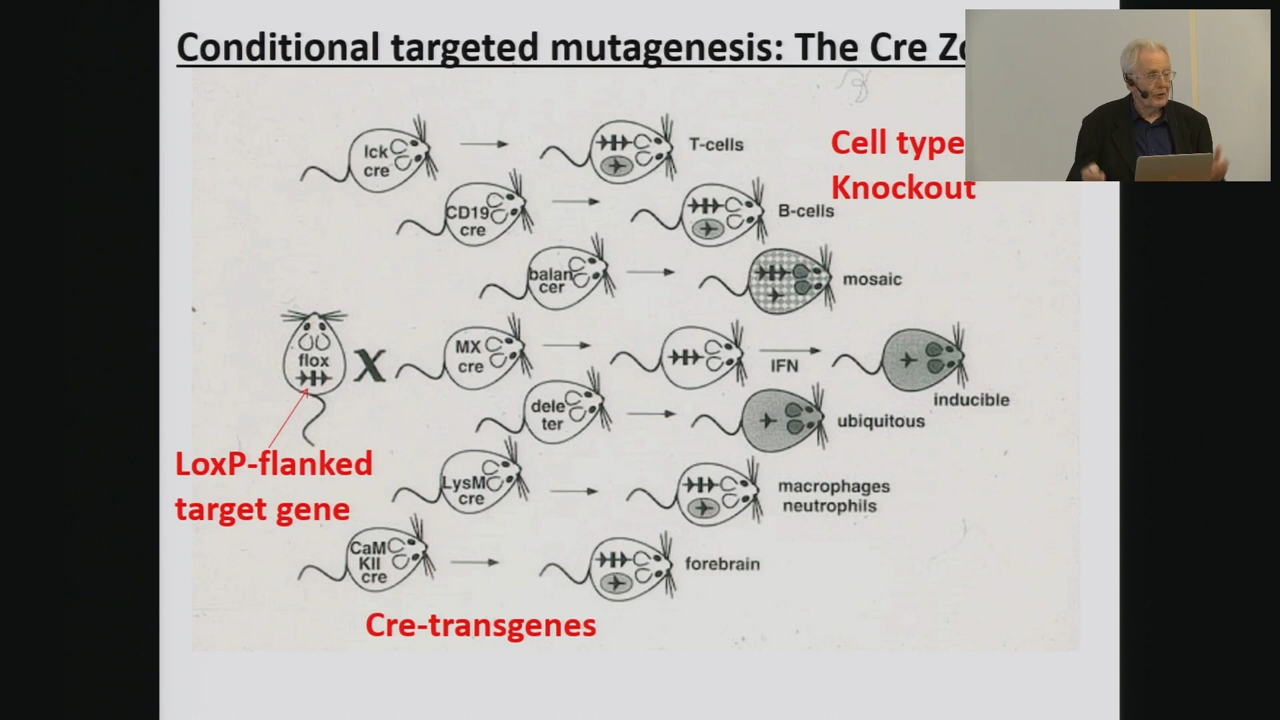 Conditional targeted mutagenesis: The Cre
Cell type
Knockout
lck
cre
T-cells
CD19
cre
B-cells
balan
cer
mosaic
flox
X
MX
cre
IFN
inducible
dele
ter
ubiquitous
LoxP-flanked
target gene
LysM
cre
macrophages
neutrophils
CaM
KII
cre
forebrain
Cre-transgenes